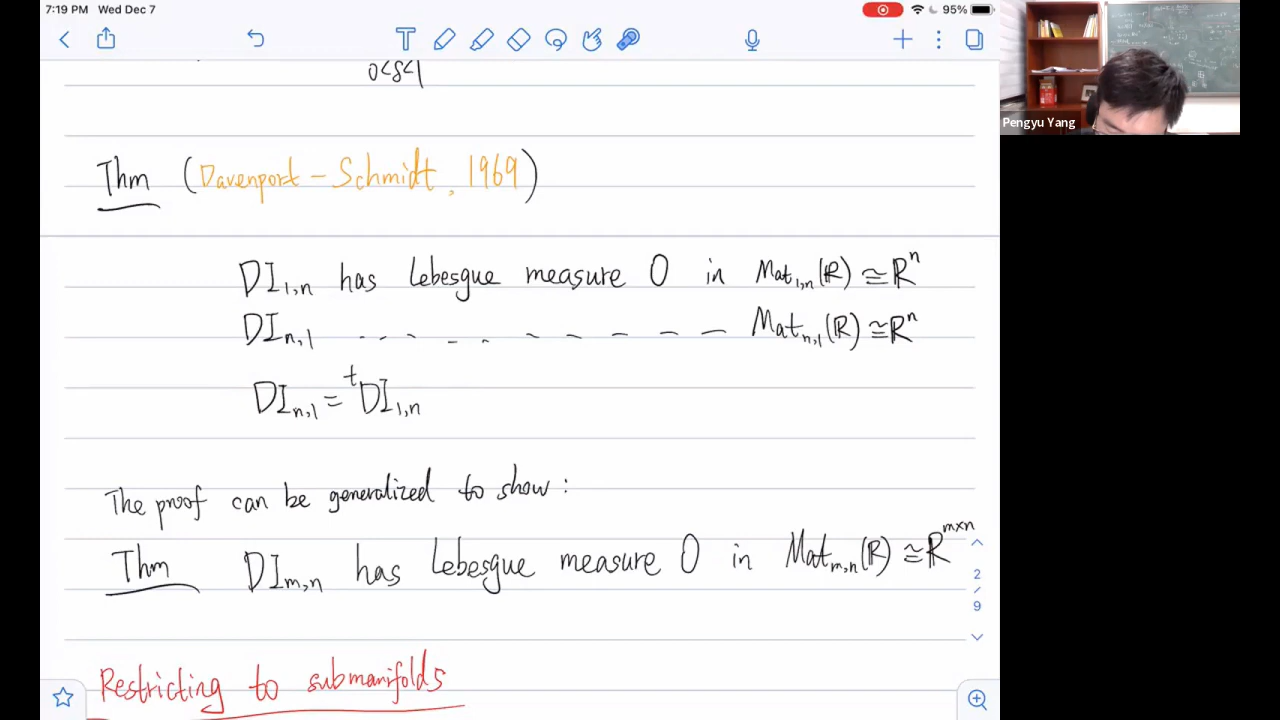 7:19 PM Wed Dec 7
95%
0<δ<1
Thm (Davenport - Schmidt, 1969)
DI₁,ₙ has Lebesgue measure 0 in Mat₁,ₙ(ℝ) ≅ ℝⁿ
DIₙ,₁ Matₙ,₁(ℝ) ≅ ℝⁿ
DIₙ,₁ = ᵗDI₁,ₙ
The proof can be generalized to show :
Thm DIₘ,ₙ has Lebesgue measure 0 in Matₘ,ₙ(ℝ) ≅ ℝᵐˣⁿ
2
/
9
Restricting to submanifolds
Pengyu Yang